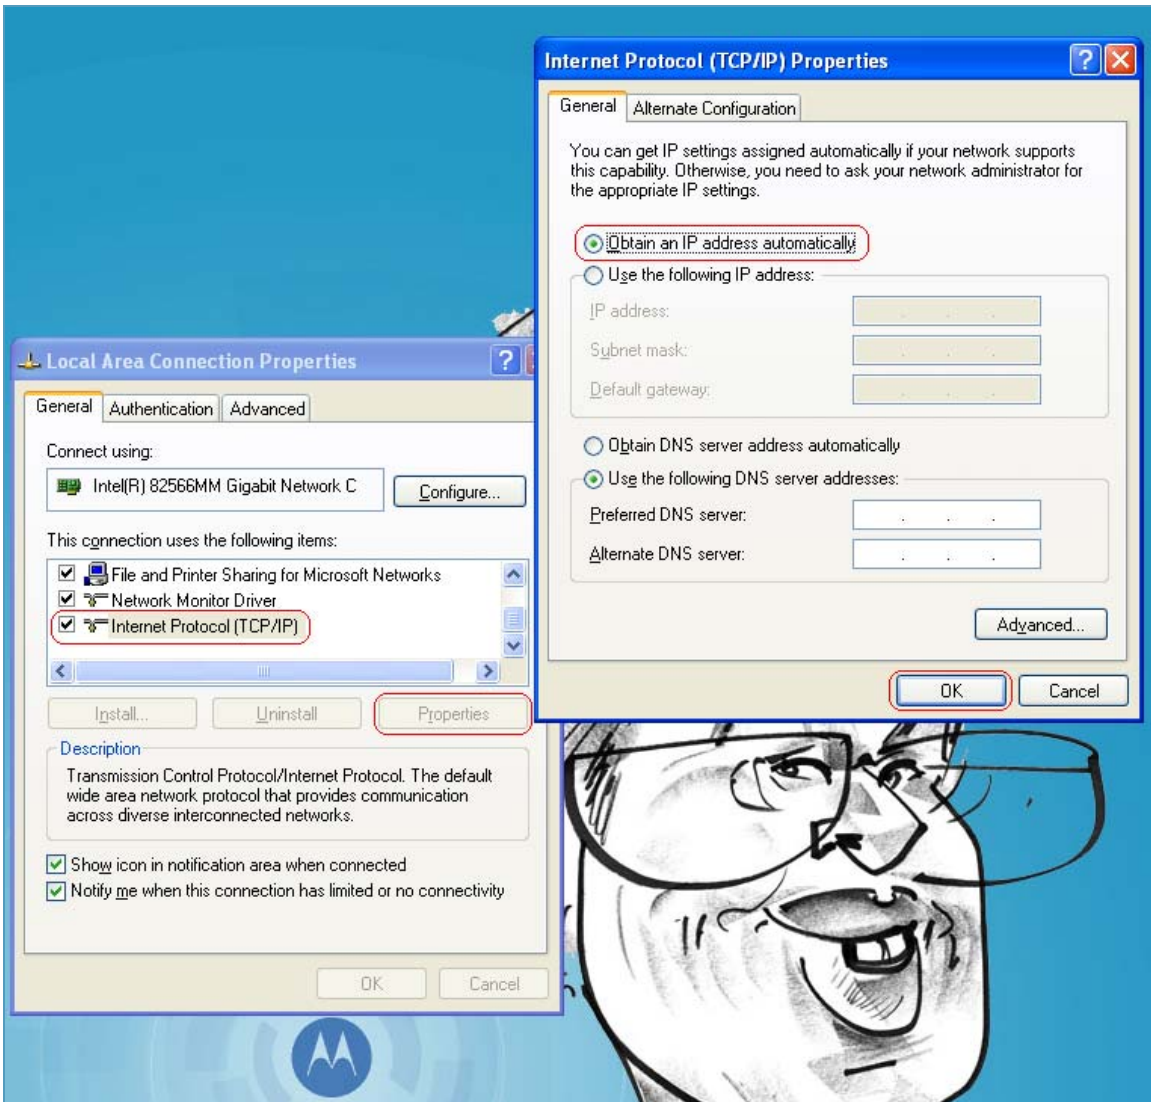 Internet Protocol (TCP/IP) Properties
General
Alternate Configuration
You can get IP settings assigned automatically if your network supports
this capability. Otherwise, you need to ask your network administrator for
the appropriate IP settings.
Obtain an IP address automatically
Use the following IP address:
IP address:
Subnet mask:
Default gateway:
Obtain DNS server address automatically
Use the following DNS server addresses:
Preferred DNS server:
Alternate DNS server:
Advanced...
OK
Cancel
Local Area Connection Properties
General
Authentication
Advanced
Connect using:
Intel(R) 82566MM Gigabit Network C
Configure...
This connection uses the following items:
File and Printer Sharing for Microsoft Networks
Network Monitor Driver
Internet Protocol (TCP/IP)
Install...
Uninstall
Properties
Description
Transmission Control Protocol/Internet Protocol. The default
wide area network protocol that provides communication
across diverse interconnected networks.
Show icon in notification area when connected
Notify me when this connection has limited or no connectivity
OK
Cancel